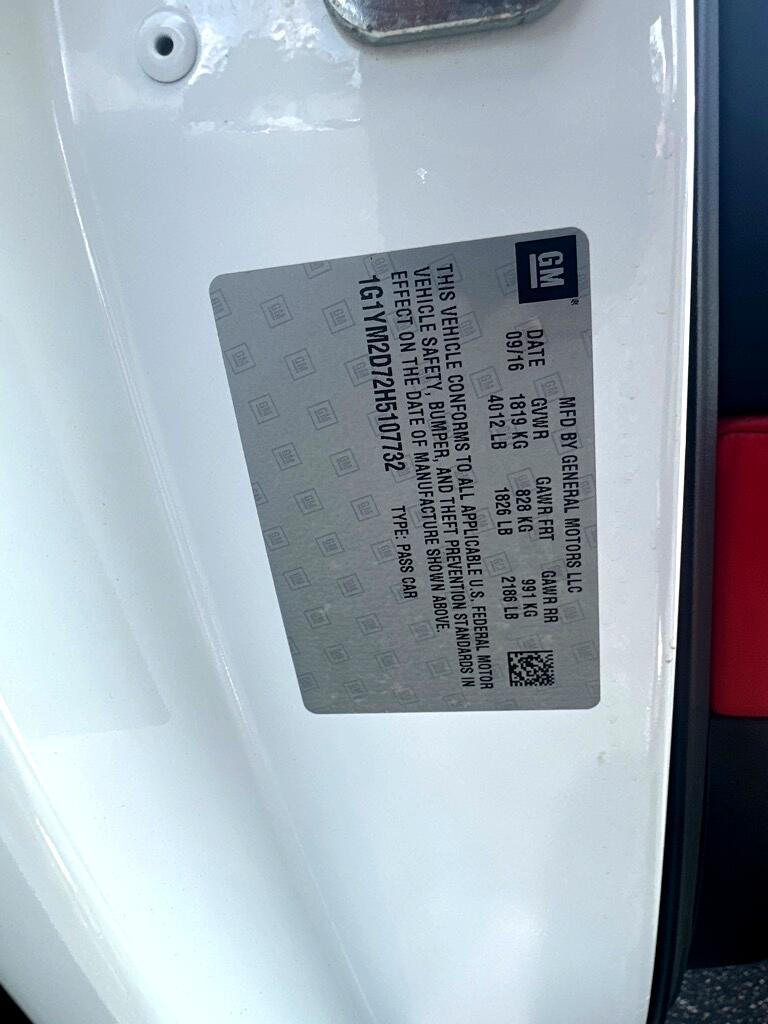 GM ®
MFD BY GENERAL MOTORS LLC
DATE GVWR GAWR FRT GAWR RR
09/16 1819 KG 828 KG 991 KG
4012 LB 1826 LB 2186 LB
THIS VEHICLE CONFORMS TO ALL APPLICABLE U.S. FEDERAL MOTOR
VEHICLE SAFETY, BUMPER, AND THEFT PREVENTION STANDARDS IN
EFFECT ON THE DATE OF MANUFACTURE SHOWN ABOVE.
1G1YM2D72H5107732 TYPE: PASS CAR